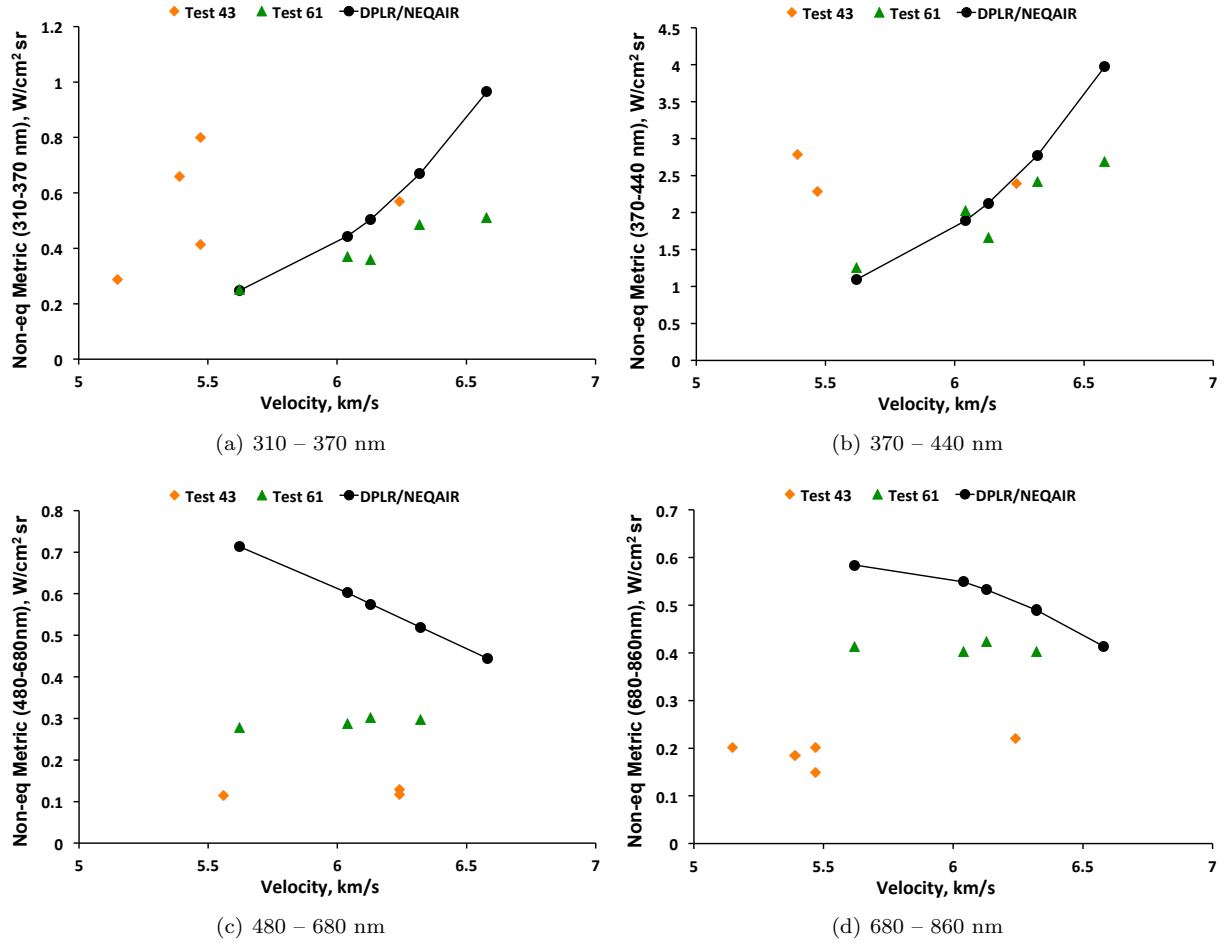 Test 43 Test 61 DPLR/NEQAIR
Non-eq Metric (310-370 nm), W/cm² sr
1.2
1
0.8
0.6
0.4
0.2
0
5 5.5 6 6.5 7
Velocity, km/s
(a) 310 – 370 nm
Test 43 Test 61 DPLR/NEQAIR
Non-eq Metric (370-440 nm), W/cm² sr
4.5
4
3.5
3
2.5
2
1.5
1
0.5
0
5 5.5 6 6.5 7
Velocity, km/s
(b) 370 – 440 nm
Test 43 Test 61 DPLR/NEQAIR
Non-eq Metric (480-680nm), W/cm² sr
0.8
0.7
0.6
0.5
0.4
0.3
0.2
0.1
0
5 5.5 6 6.5 7
Velocity, km/s
(c) 480 – 680 nm
Test 43 Test 61 DPLR/NEQAIR
Non-eq Metric (680-860nm), W/cm² sr
0.7
0.6
0.5
0.4
0.3
0.2
0.1
0
5 5.5 6 6.5 7
Velocity, km/s
(d) 680 – 860 nm